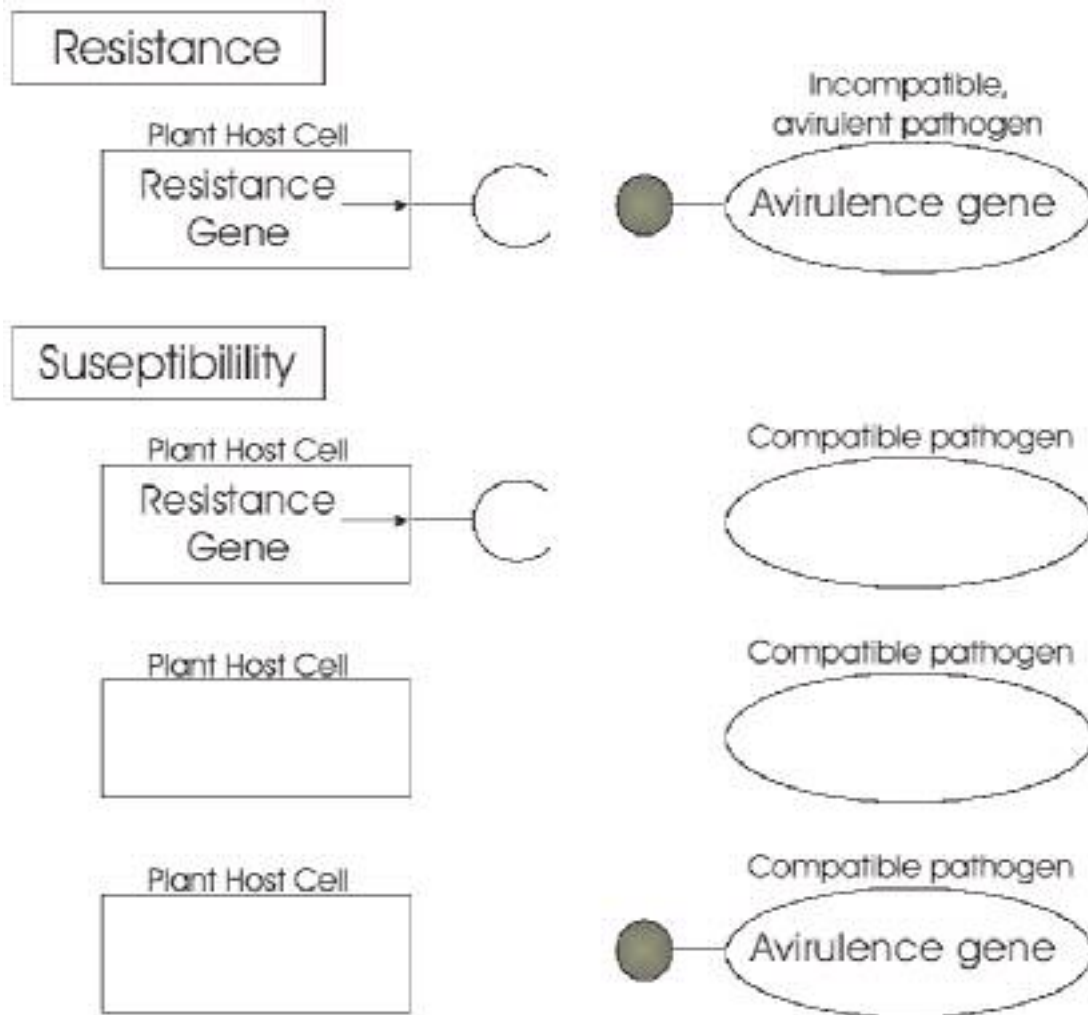 Resistance
Incompatible,
avirulent pathogen
Plant Host Cell
Resistance
Gene
Avirulence gene
Suseptibilility
Plant Host Cell
Compatible pathogen
Resistance
Gene
Plant Host Cell
Compatible pathogen
Plant Host Cell
Compatible pathogen
Avirulence gene